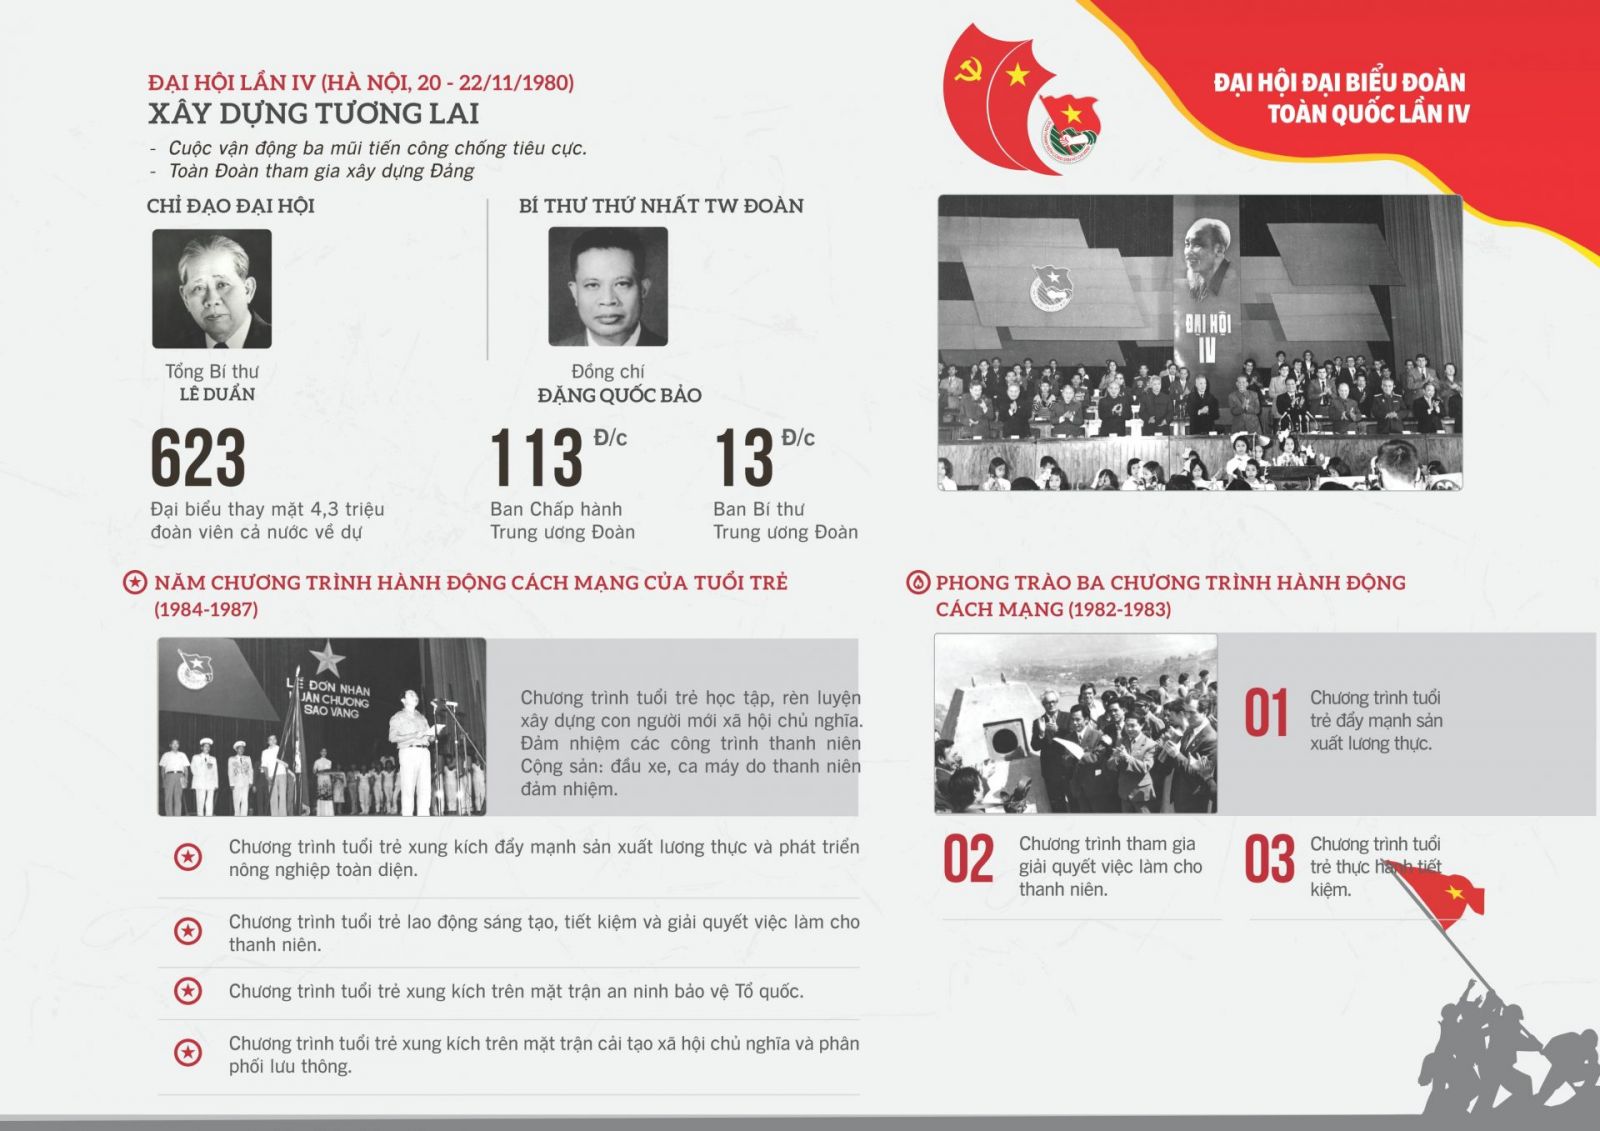 ĐẠI HỘI LẦN IV (HÀ NỘI, 20 - 22/11/1980)
XÂY DỰNG TƯƠNG LAI
- Cuộc vận động ba mũi tiến công chống tiêu cực.
- Toàn Đoàn tham gia xây dựng Đảng
CHỈ ĐẠO ĐẠI HỘI
Tổng Bí thư
LÊ DUẨN
BÍ THƯ THỨ NHẤT TW ĐOÀN
Đồng chí
ĐẶNG QUỐC BẢO
623
Đại biểu thay mặt 4,3 triệu
đoàn viên cả nước về dự
113 Đ/c
Ban Chấp hành
Trung ương Đoàn
13 Đ/c
Ban Bí thư
Trung ương Đoàn
ĐẠI HỘI ĐẠI BIỂU ĐOÀN
TOÀN QUỐC LẦN IV
ĐẠI HỘI
IV
NĂM CHƯƠNG TRÌNH HÀNH ĐỘNG CÁCH MẠNG CỦA TUỔI TRẺ
(1984-1987)
LỄ ĐÓN NHẬN
HUÂN CHƯƠNG
SAO VÀNG
Chương trình tuổi trẻ học tập, rèn luyện
xây dựng con người mới xã hội chủ nghĩa.
Đảm nhiệm các công trình thanh niên
Cộng sản: đầu xe, ca máy do thanh niên
đảm nhiệm.
Chương trình tuổi trẻ xung kích đẩy mạnh sản xuất lương thực và phát triển
nông nghiệp toàn diện.
Chương trình tuổi trẻ lao động sáng tạo, tiết kiệm và giải quyết việc làm cho
thanh niên.
Chương trình tuổi trẻ xung kích trên mặt trận an ninh bảo vệ Tổ quốc.
Chương trình tuổi trẻ xung kích trên mặt trận cải tạo xã hội chủ nghĩa và phân
phối lưu thông.
PHONG TRÀO BA CHƯƠNG TRÌNH HÀNH ĐỘNG
CÁCH MẠNG (1982-1983)
01
Chương trình tuổi
trẻ đẩy mạnh sản
xuất lương thực.
02
Chương trình tham gia
giải quyết việc làm cho
thanh niên.
03
Chương trình tuổi
trẻ thực hành tiết
kiệm.